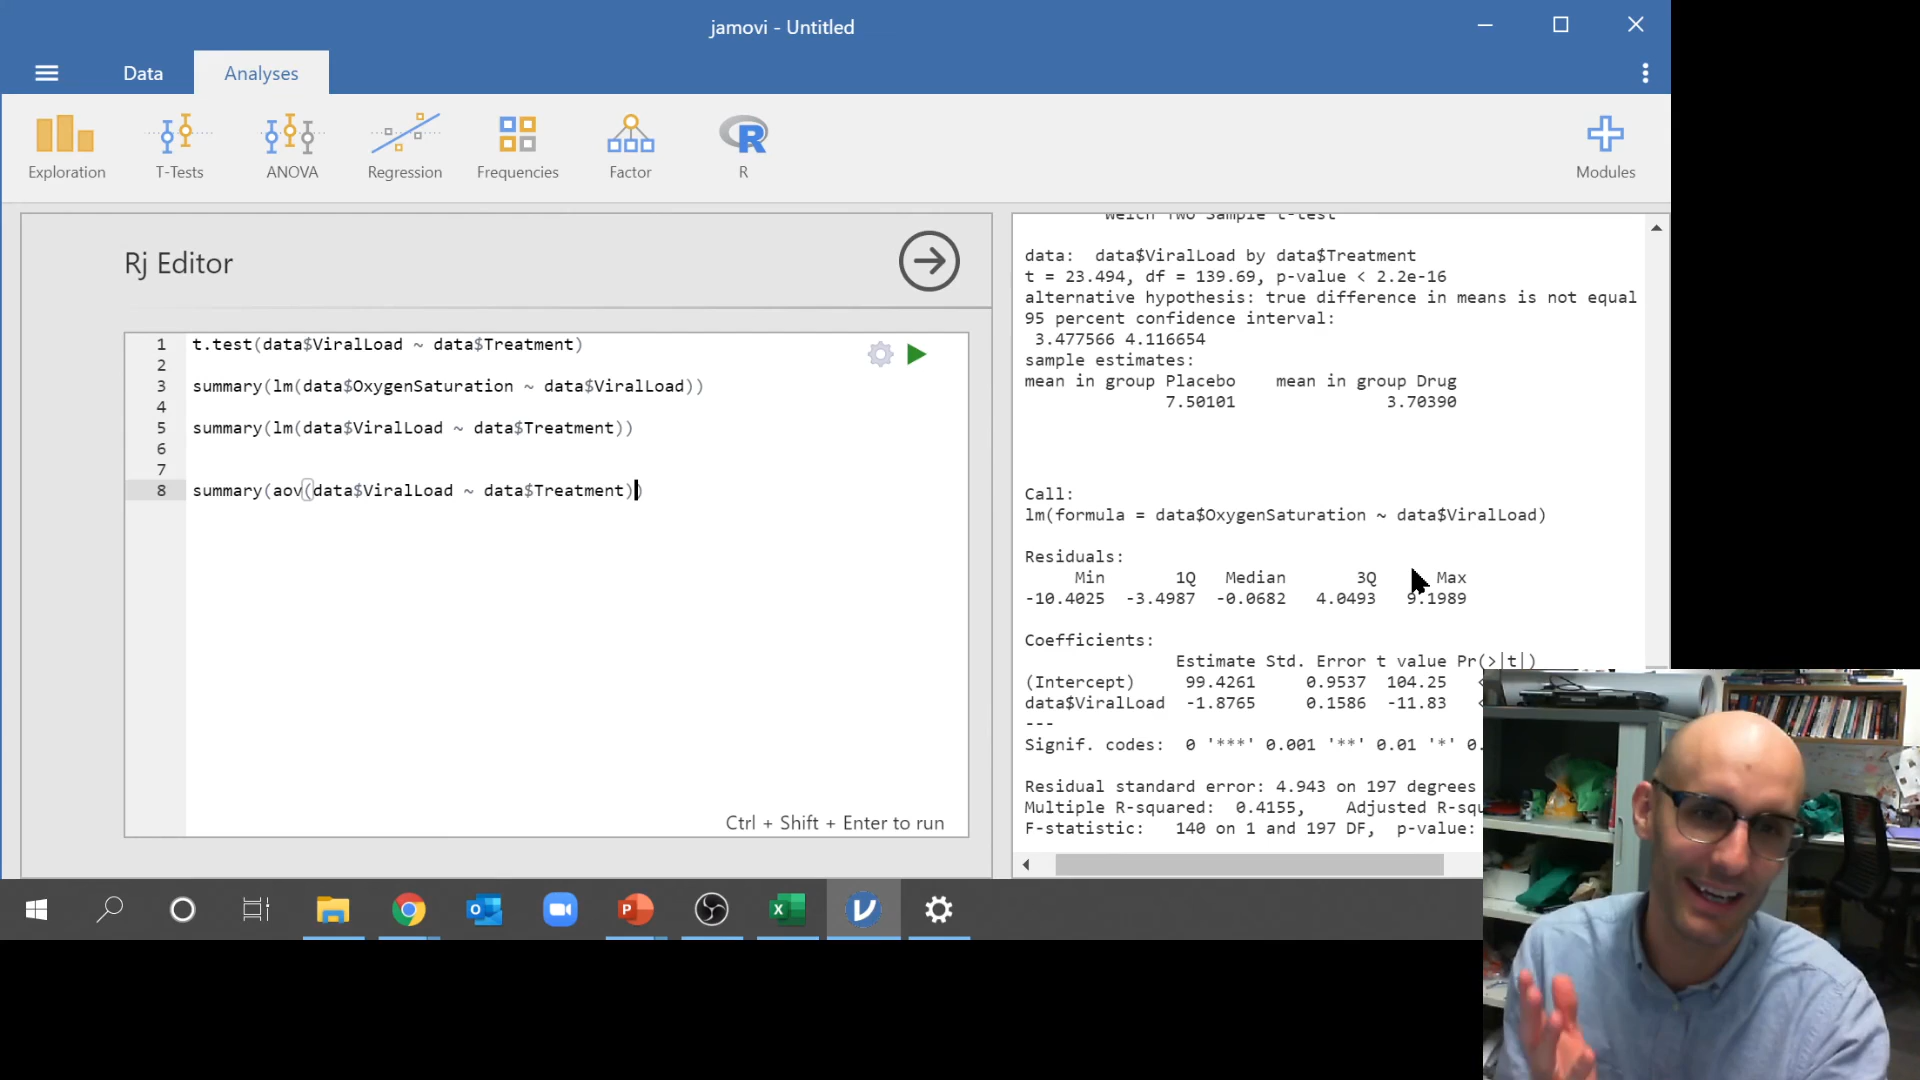 jamovi - Untitled
Data
Analyses
Exploration
T-Tests
ANOVA
Regression
Frequencies
Factor
R
Modules
Rj Editor
1 t.test(data$ViralLoad ~ data$Treatment)
2
3 summary(lm(data$OxygenSaturation ~ data$ViralLoad))
4
5 summary(lm(data$ViralLoad ~ data$Treatment))
6
7
8 summary(aov(data$ViralLoad ~ data$Treatment))
Ctrl + Shift + Enter to run
Welch Two Sample t-test
data: data$ViralLoad by data$Treatment
t = 23.494, df = 139.69, p-value < 2.2e-16
alternative hypothesis: true difference in means is not equal
95 percent confidence interval:
3.477566 4.116654
sample estimates:
mean in group Placebo mean in group Drug
7.50101 3.70390
Call:
lm(formula = data$OxygenSaturation ~ data$ViralLoad)
Residuals:
Min 1Q Median 3Q Max
-10.4025 -3.4987 -0.0682 4.0493 9.1989
Coefficients:
Estimate Std. Error t value Pr(>|t|)
(Intercept) 99.4261 0.9537 104.25 <
data$ViralLoad -1.8765 0.1586 -11.83 <
---
Signif. codes: 0 '***' 0.001 '**' 0.01 '*' 0.
Residual standard error: 4.943 on 197 degrees
Multiple R-squared: 0.4155, Adjusted R-squ
F-statistic: 140 on 1 and 197 DF, p-value: